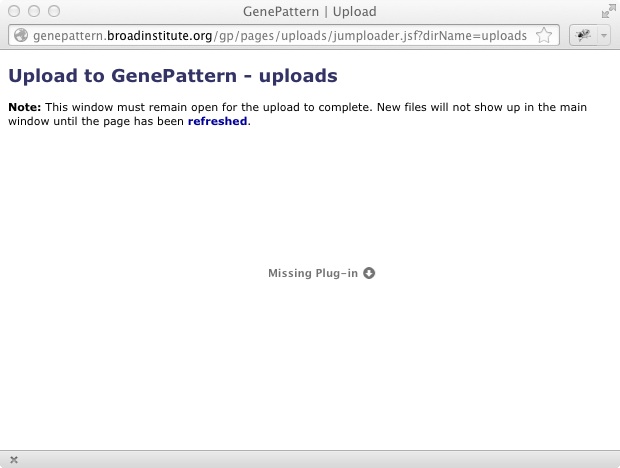 GenePattern | Upload
genepattern.broadinstitute.org/gp/pages/uploads/jumploader.jsf?dirName=uploads
Upload to GenePattern - uploads
Note: This window must remain open for the upload to complete. New files will not show up in the main
window until the page has been refreshed.
Missing Plug-in